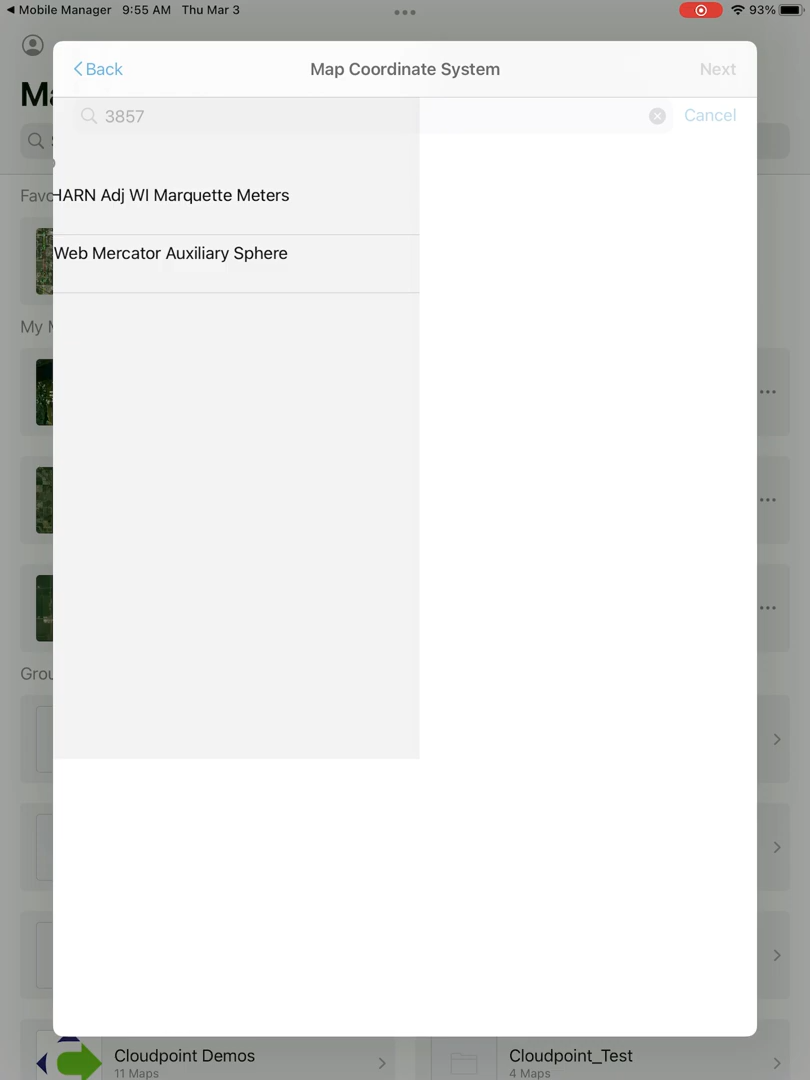 ◀ Mobile Manager 9:55 AM Thu Mar 3 93%
Back Map Coordinate System Next
3857 Cancel
HARN Adj WI Marquette Meters
Web Mercator Auxiliary Sphere
Cloudpoint Demos
11 Maps
Cloudpoint_Test
4 Maps